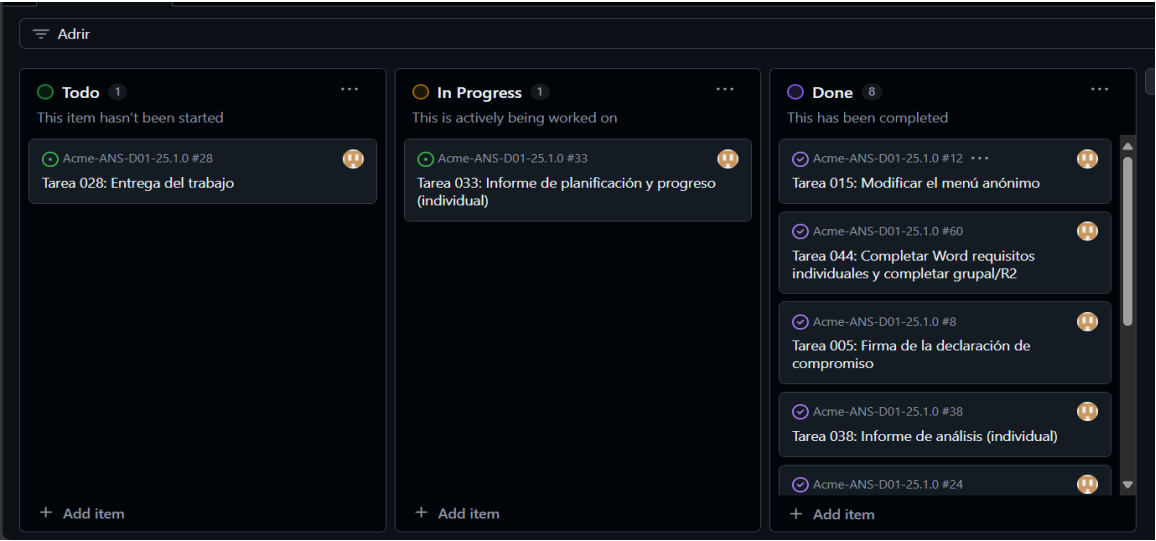 Adrir
Todo 1
This item hasn't been started
Acme-ANS-D01-25.1.0 #28
Tarea 028: Entrega del trabajo
+ Add item
In Progress 1
This is actively being worked on
Acme-ANS-D01-25.1.0 #33
Tarea 033: Informe de planificación y progreso
(individual)
+ Add item
Done 8
This has been completed
Acme-ANS-D01-25.1.0 #12
Tarea 015: Modificar el menú anónimo
Acme-ANS-D01-25.1.0 #60
Tarea 044: Completar Word requisitos
individuales y completar grupal/R2
Acme-ANS-D01-25.1.0 #8
Tarea 005: Firma de la declaración de
compromiso
Acme-ANS-D01-25.1.0 #38
Tarea 038: Informe de análisis (individual)
Acme-ANS-D01-25.1.0 #24
+ Add item